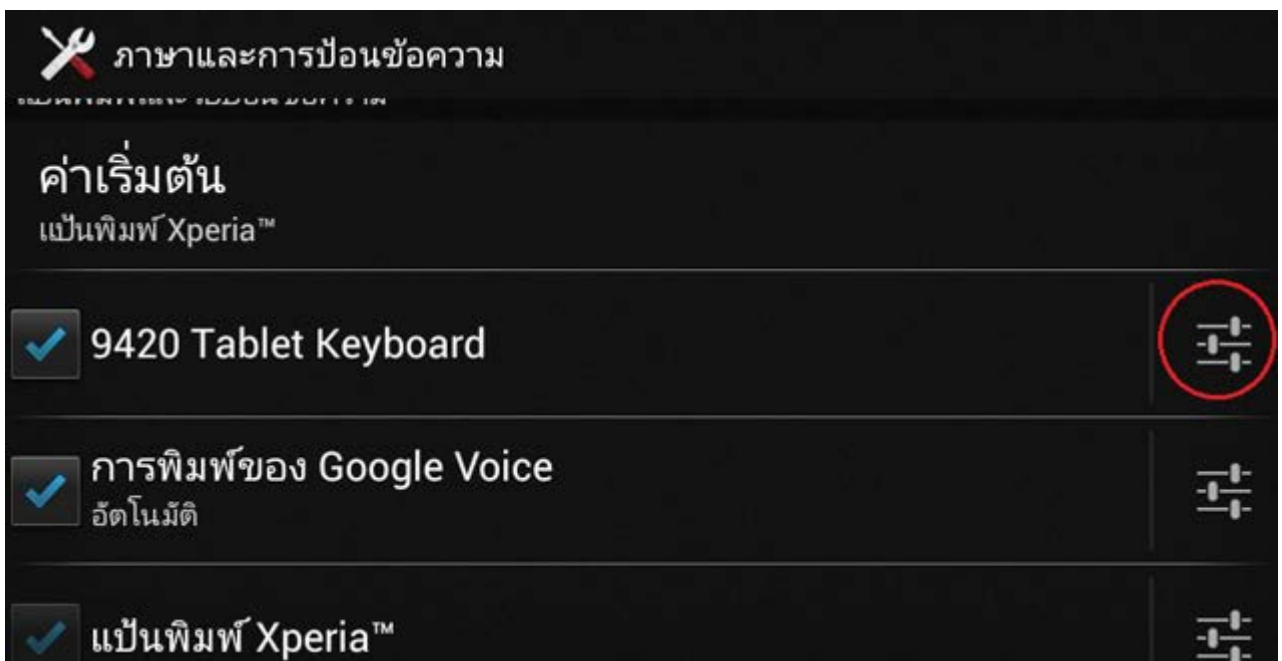 ภาษาและการป้อนข้อความ
ค่าเริ่มต้น
แป้นพิมพ์ Xperia™
9420 Tablet Keyboard
การพิมพ์ของ Google Voice
อัตโนมัติ
แป้นพิมพ์ Xperia™